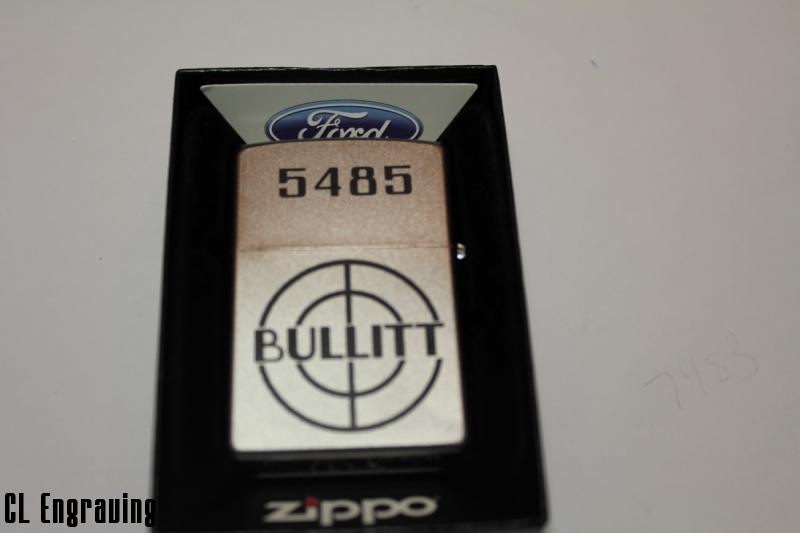 Ford
5485
BULLITT
7453
zippo
CL Engraving